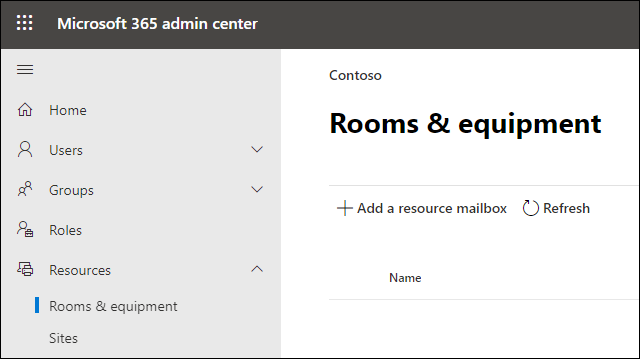 Microsoft 365 admin center
Home
Users
Groups
Roles
Resources
Rooms & equipment
Sites
Contoso
Rooms & equipment
Add a resource mailbox Refresh
Name